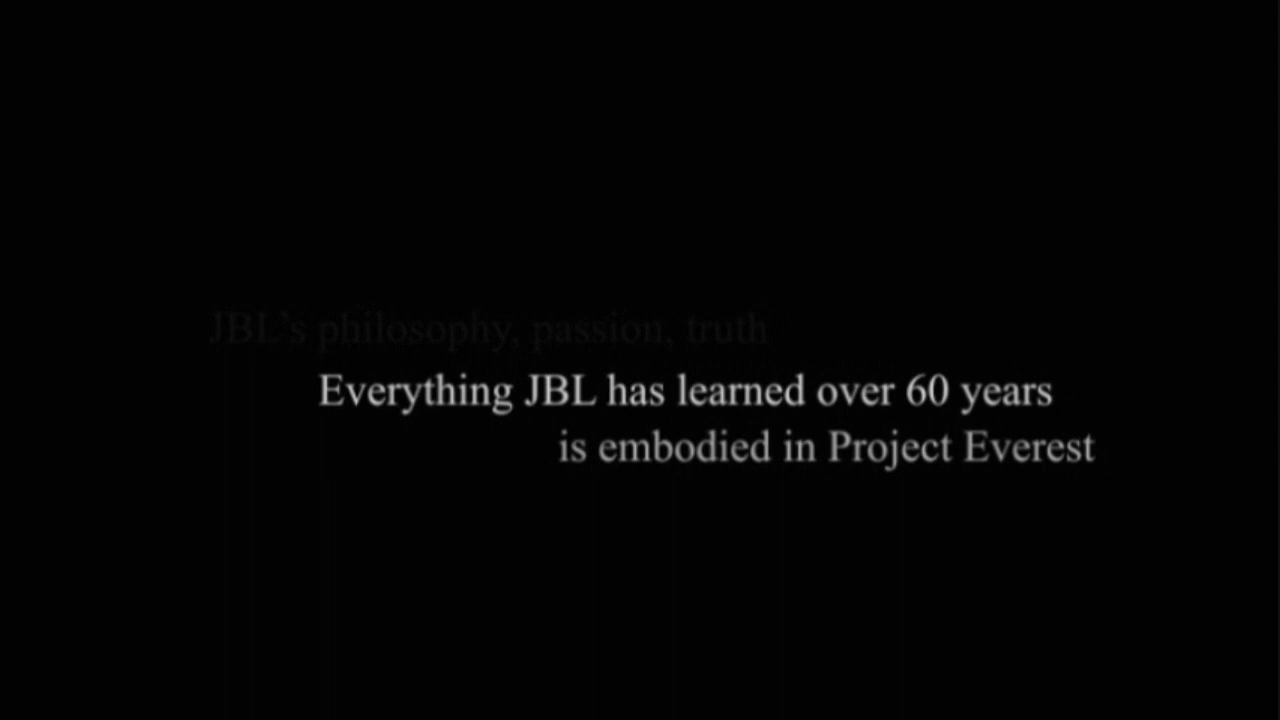 JBL's philosophy, passion, truth
Everything JBL has learned over 60 years
is embodied in Project Everest